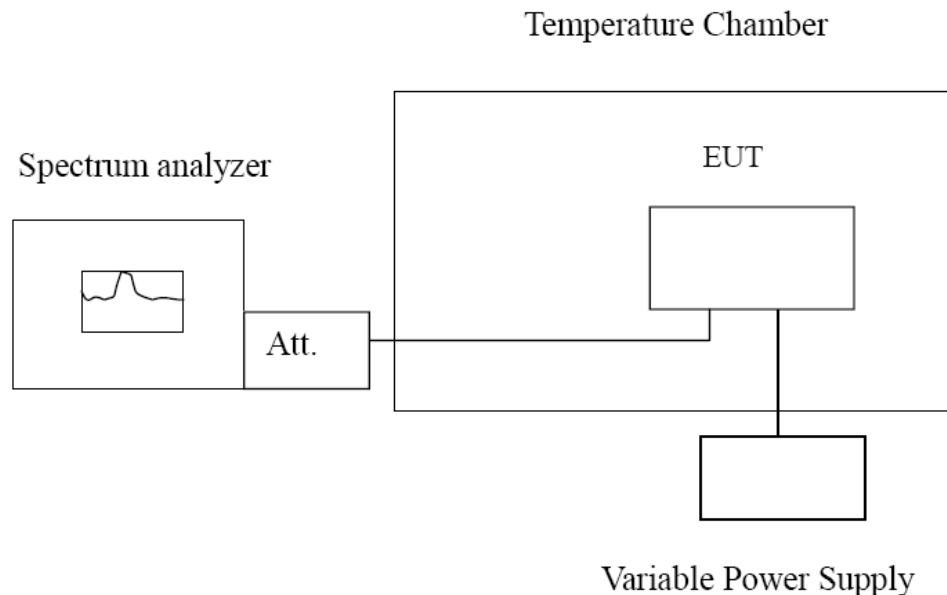 Temperature Chamber
Spectrum analyzer
EUT
Att.
Variable Power Supply